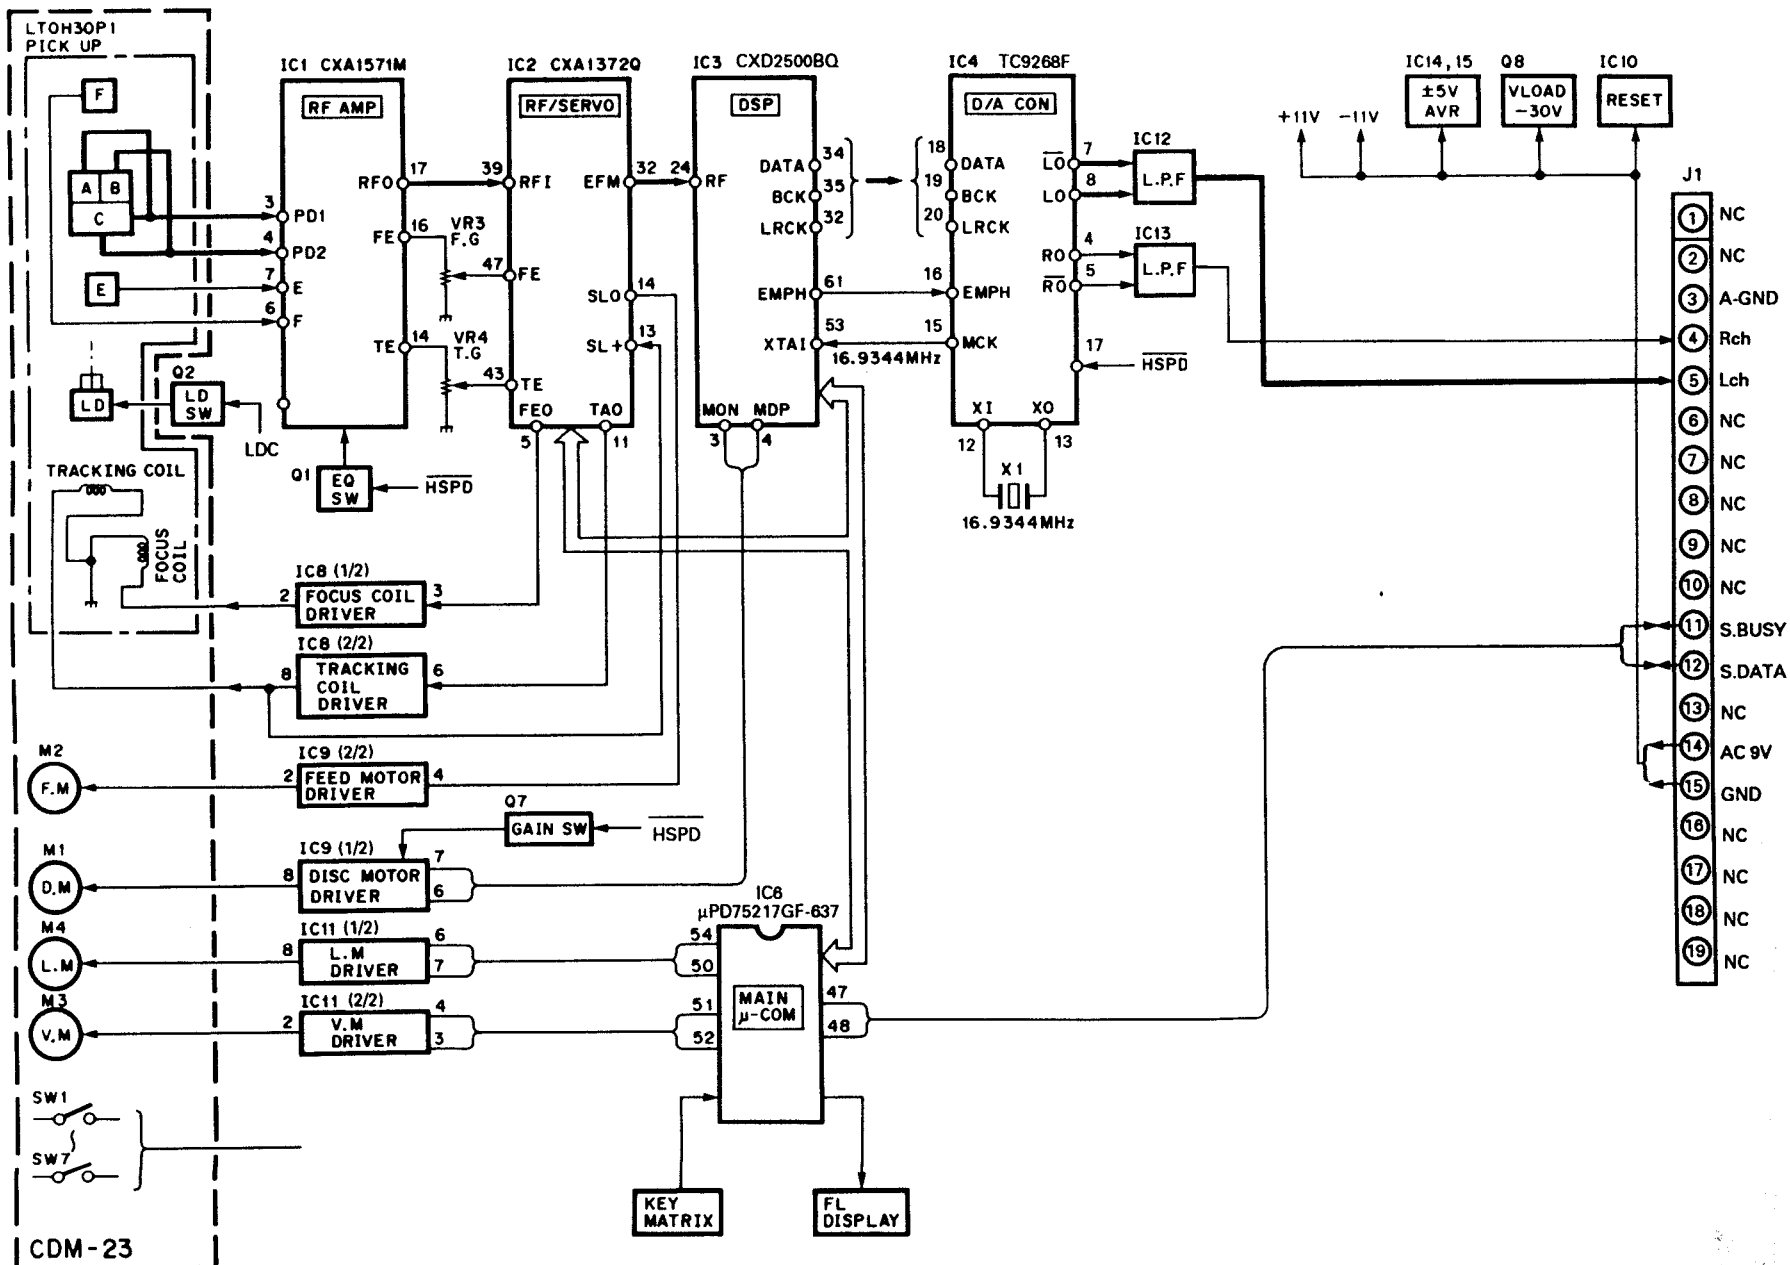 LTOH30P1
PICK UP
F
A B
C
E
LD
Q2
LD
SW
LDC
TRACKING COIL
FOCUS
COIL
IC1 CXA1571M
RF AMP
3 PD1
4 PD2
7 E
6 F
RFO 17
FE 16
TE 14
VR3
F.G
VR4
T.G
Q1
EQ
SW
HSPD
IC2 CXA1372Q
RF/SERVO
39 RFI
47 FE
43 TE
EFM 32
SLO 14
SL+ 13
FEO TAO
5 11
IC3 CXD2500BQ
DSP
24 RF
DATA 34
BCK 35
LRCK 32
EMPH 61
XTAI 53
16.9344MHz
MON MDP
3 4
IC4 TC9268F
D/A CON
18 DATA
19 BCK
20 LRCK
16 EMPH
15 MCK
LO 7
LO 8
RO 4
RO 5
17
HSPD
XI XO
12 13
X1
16.9344MHz
IC12
L.P.F
IC13
L.P.F
+11V -11V
IC14,15
±5V
AVR
Q8
VLOAD
-30V
IC10
RESET
J1
1 NC
2 NC
3 A-GND
4 Rch
5 Lch
6 NC
7 NC
8 NC
9 NC
10 NC
11 S.BUSY
12 S.DATA
13 NC
14 AC 9V
15 GND
16 NC
17 NC
18 NC
19 NC
IC8 (1/2)
2 FOCUS COIL 3
DRIVER
IC8 (2/2)
8 TRACKING 6
COIL
DRIVER
M2
F.M
IC9 (2/2)
2 FEED MOTOR 4
DRIVER
Q7
GAIN SW
HSPD
M1
D.M
IC9 (1/2)
8 DISC MOTOR 7
DRIVER 6
M4
L.M
IC11 (1/2)
8 L.M 6
DRIVER 7
M3
V.M
IC11 (2/2)
2 V.M 4
DRIVER 3
IC6
μPD75217GF-637
54
50
51
52
MAIN
μ-COM
47
48
SW1
SW7
KEY
MATRIX
FL
DISPLAY
CDM-23